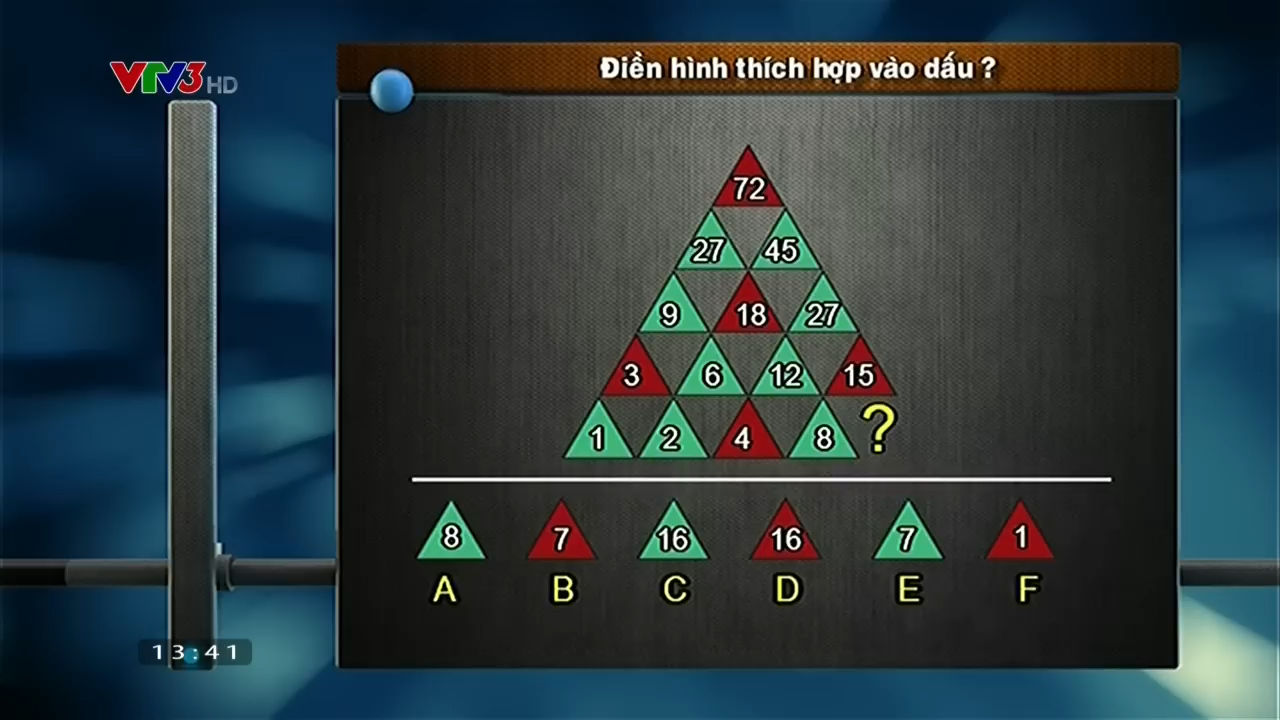 VTV3 HD
Điền hình thích hợp vào dấu ?
72
27 45
9 18 27
3 6 12 15
1 2 4 8 ?
8 7 16 16 7 1
A B C D E F
13:41